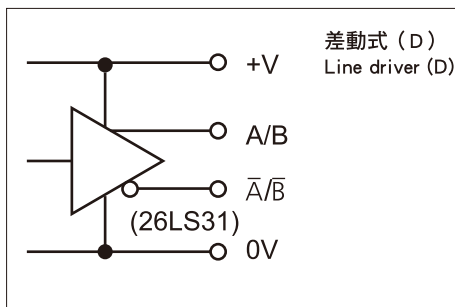 差動式（D）
Line driver (D)
+V
A/B
A̅/B̅
(26LS31)
0V